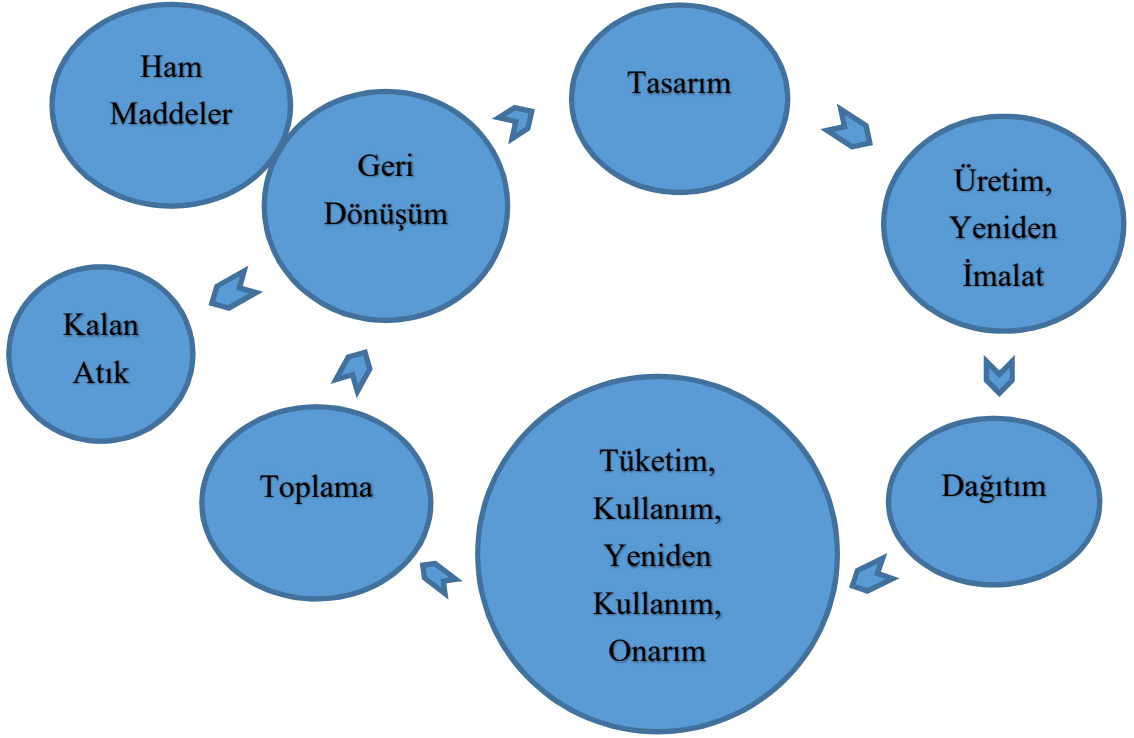 Ham
Maddeler
Geri
Dönüşüm
Tasarım
Üretim,
Yeniden
İmalat
Kalan
Atık
Toplama
Tüketim,
Kullanım,
Yeniden
Kullanım,
Onarım
Dağıtım